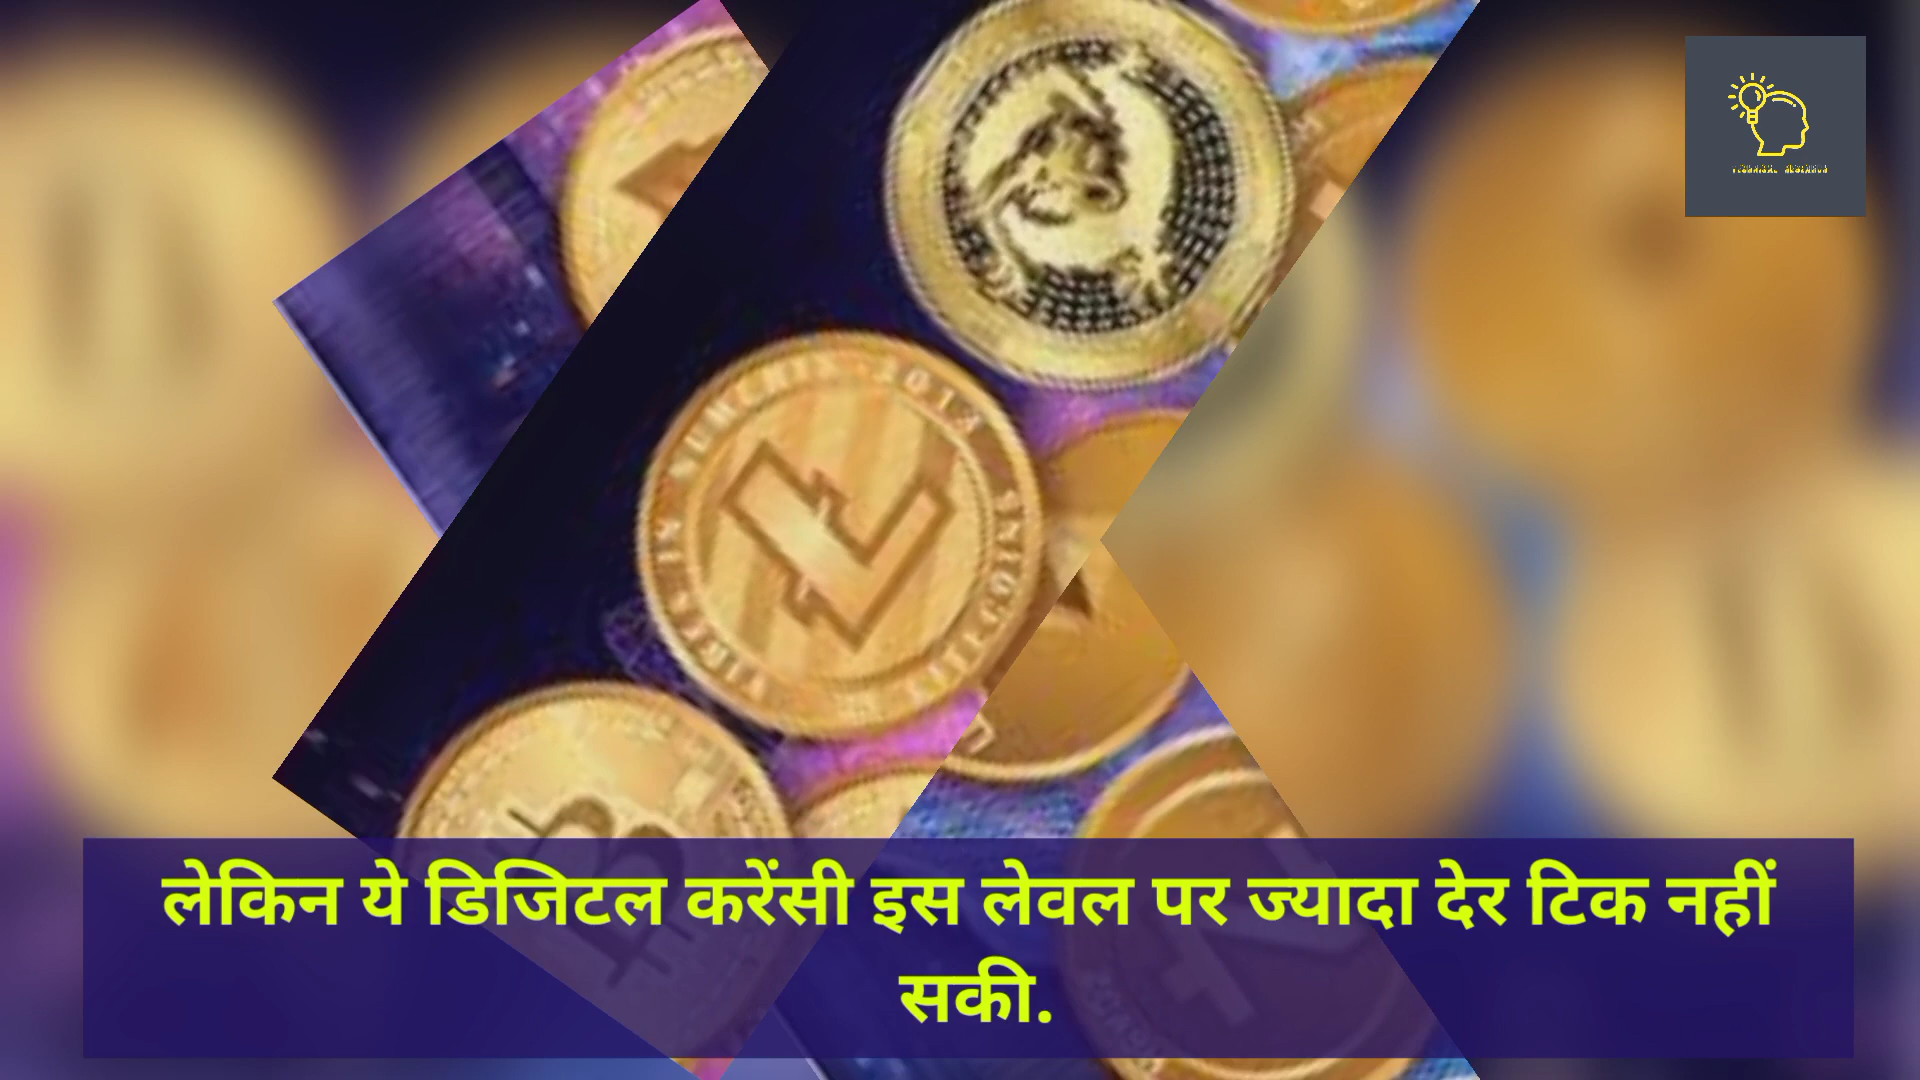 लेकिन ये डिजिटल करेंसी इस लेवल पर ज्यादा देर टिक नहीं
सकी.